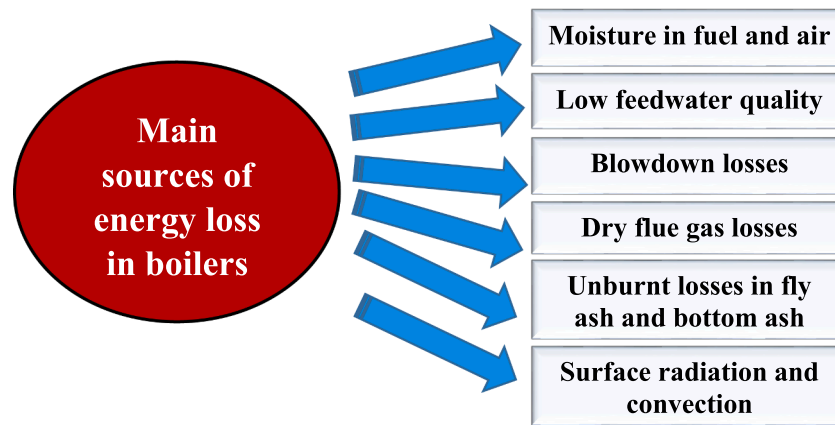 Main
sources of
energy loss
in boilers
Moisture in fuel and air
Low feedwater quality
Blowdown losses
Dry flue gas losses
Unburnt losses in fly
ash and bottom ash
Surface radiation and
convection